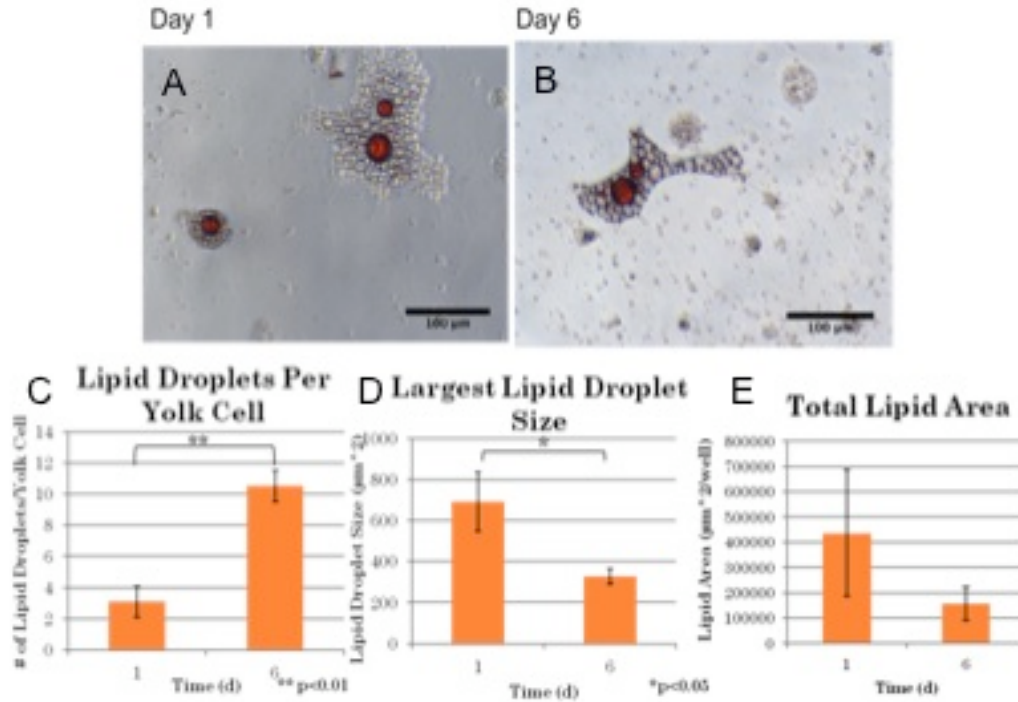 Day 1
Day 6
A
B
100 µm
100 µm
C
Lipid Droplets Per
Yolk Cell
# of Lipid Droplets/Yolk Cell
14
12
10
8
6
4
2
0
**
1
6
Time (d)
**p<0.01
D
Largest Lipid Droplet
Size
Lipid Droplet Size (µm^2)
1000
800
600
400
200
0
*
1
6
Time (d)
*p<0.05
E
Total Lipid Area
Lipid Area (µm^2/well)
800000
700000
600000
500000
400000
300000
200000
100000
0
1
6
Time (d)